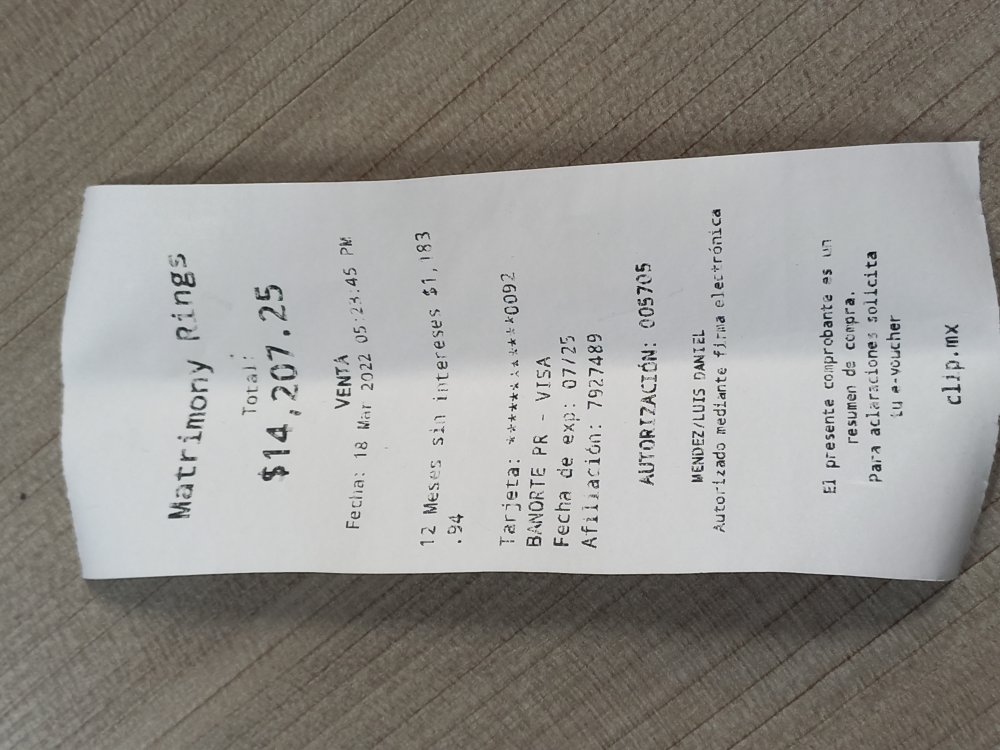 Matrimony Rings
Total:
$14,207.25
VENTA
Fecha: 18 Mar 2022 05:23:45 PM
12 Meses sin intereses $1,183
.94
Tarjeta: ************0092
BANORTE PR - VISA
Fecha de exp: 07/25
Afiliación: 7927489
AUTORIZACIÓN: 005705
MENDEZ/LUIS DANIEL
Autorizado mediante firma electrónica
El presente comprobante es un
resumen de compra.
Para aclaraciones solicita
tu e-voucher
clip.mx